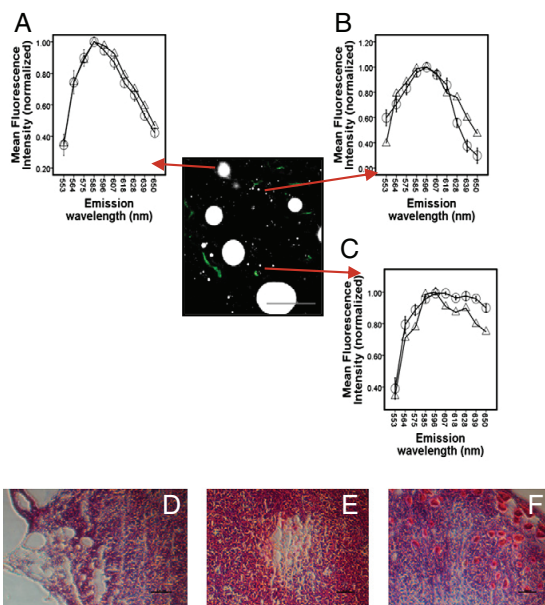 A
Mean Fluorescence
Intensity (normalized)
1.00
0.80
0.60
0.40
0.20
553
564
575
585
596
607
618
628
639
650
Emission
wavelength (nm)
B
Mean Fluorescence
Intensity (normalized)
1.20
1.00
0.80
0.60
0.40
0.20
553
564
575
585
596
607
618
628
639
650
Emission
wavelength (nm)
C
Mean Fluorescence
Intensity (normalized)
1.00
0.80
0.60
0.40
553
564
575
585
596
607
618
628
639
650
Emission
wavelength (nm)
D
E
F